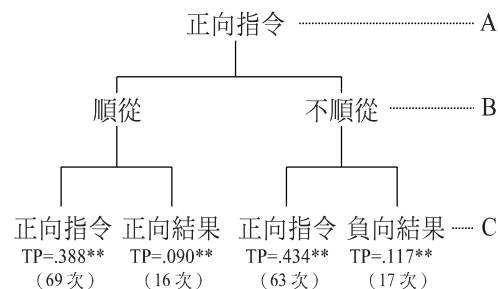 正向指令 A
順從 不順從 B
正向指令 正向結果 正向指令 負向結果 C
TP=.388** TP=.090** TP=.434** TP=.117**
（69 次） （16 次） （63 次） （17 次）